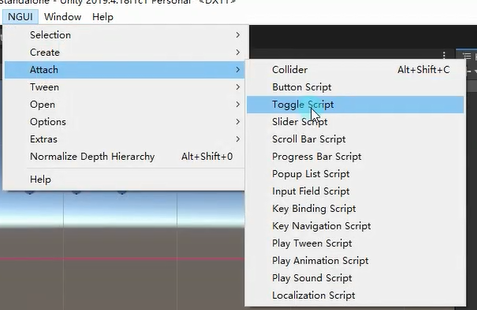 Standalone - Unity 2019.4.18f1c1 Personal <DX11>
NGUI Window Help
Selection >
Create >
Attach >
Tween >
Open >
Options >
Extras >
Normalize Depth Hierarchy Alt+Shift+0
Help
Collider Alt+Shift+C
Button Script
Toggle Script
Slider Script
Scroll Bar Script
Progress Bar Script
Popup List Script
Input Field Script
Key Binding Script
Key Navigation Script
Play Tween Script
Play Animation Script
Play Sound Script
Localization Script